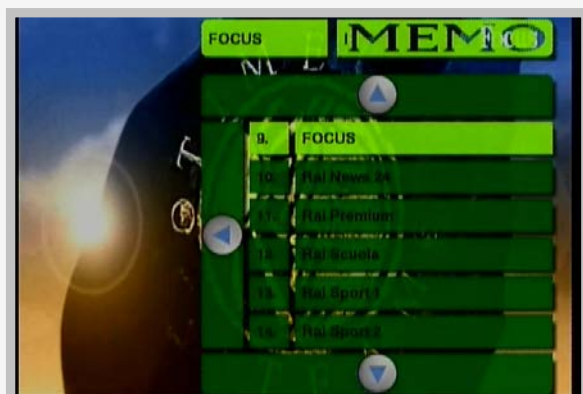 FOCUS
MEMO
FOCUS
9. FOCUS
10. Rai News 24
11. Rai Premium
12. Rai Scuola
13. Rai Sport 1
14. Rai Sport 2